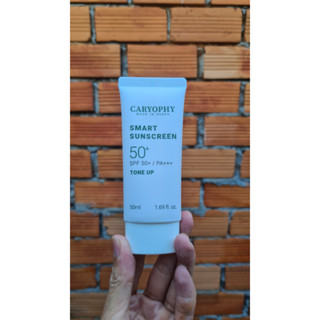 CARYOPHY
MADE IN KOREA
SMART
SUNSCREEN
50+
SPF 50+ / PA+++
TONE UP
50ml 1.69 fl. oz.